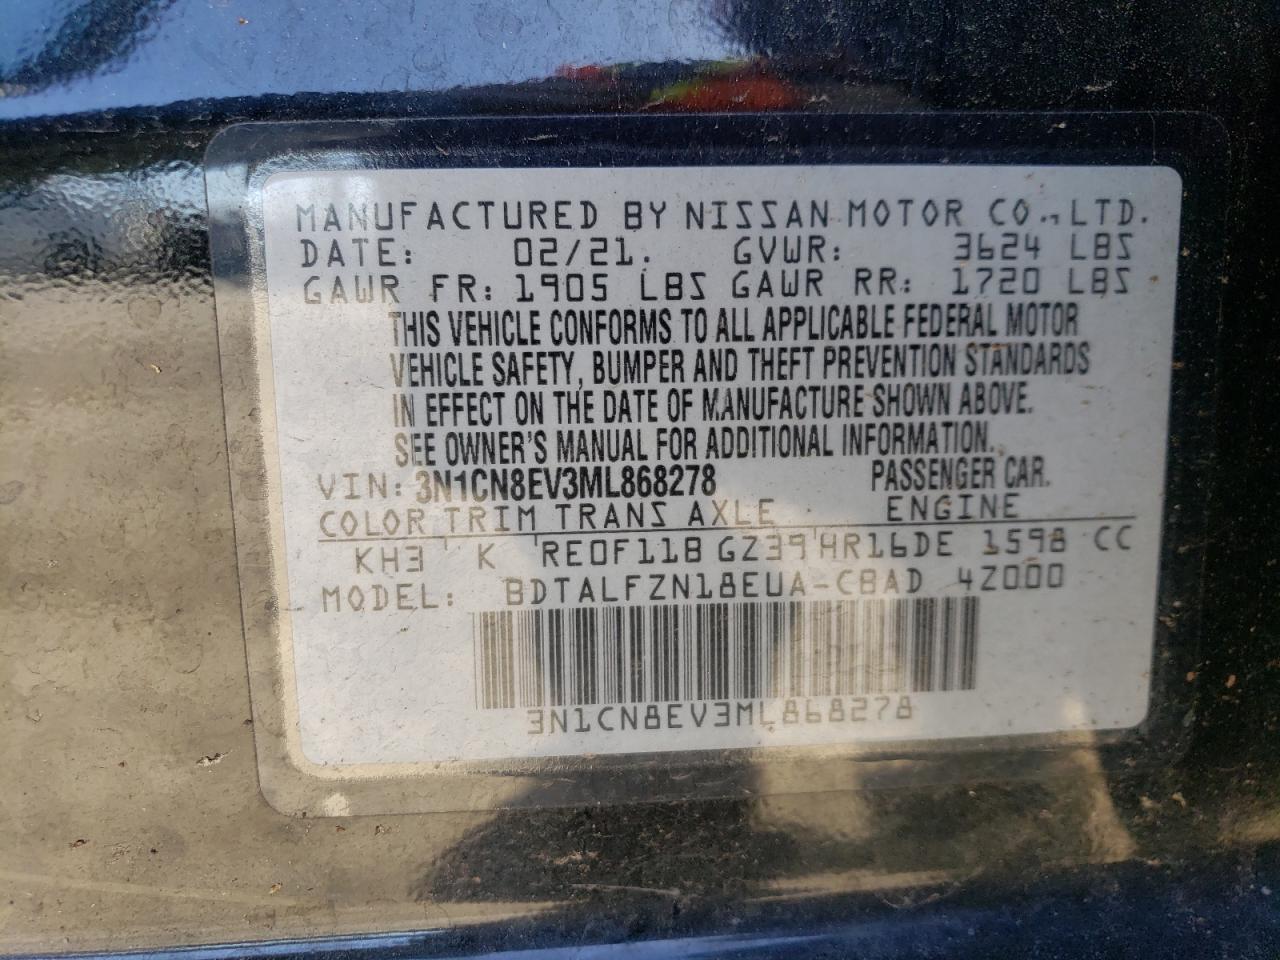 MANUFACTURED BY NISSAN MOTOR CO., LTD.
DATE: 02/21. GVWR: 3624 LBS
GAWR FR: 1905 LBS GAWR RR: 1720 LBS
THIS VEHICLE CONFORMS TO ALL APPLICABLE FEDERAL MOTOR
VEHICLE SAFETY, BUMPER AND THEFT PREVENTION STANDARDS
IN EFFECT ON THE DATE OF MANUFACTURE SHOWN ABOVE.
SEE OWNER'S MANUAL FOR ADDITIONAL INFORMATION.
VIN: 3N1CN8EV3ML868278 PASSENGER CAR.
COLOR TRIM TRANS AXLE ENGINE
KH3 K RE0F11B GZ39 HR16DE 1598 CC
MODEL: BDTALFZN18EUA-CBAD 4Z000
3N1CN8EV3ML868278